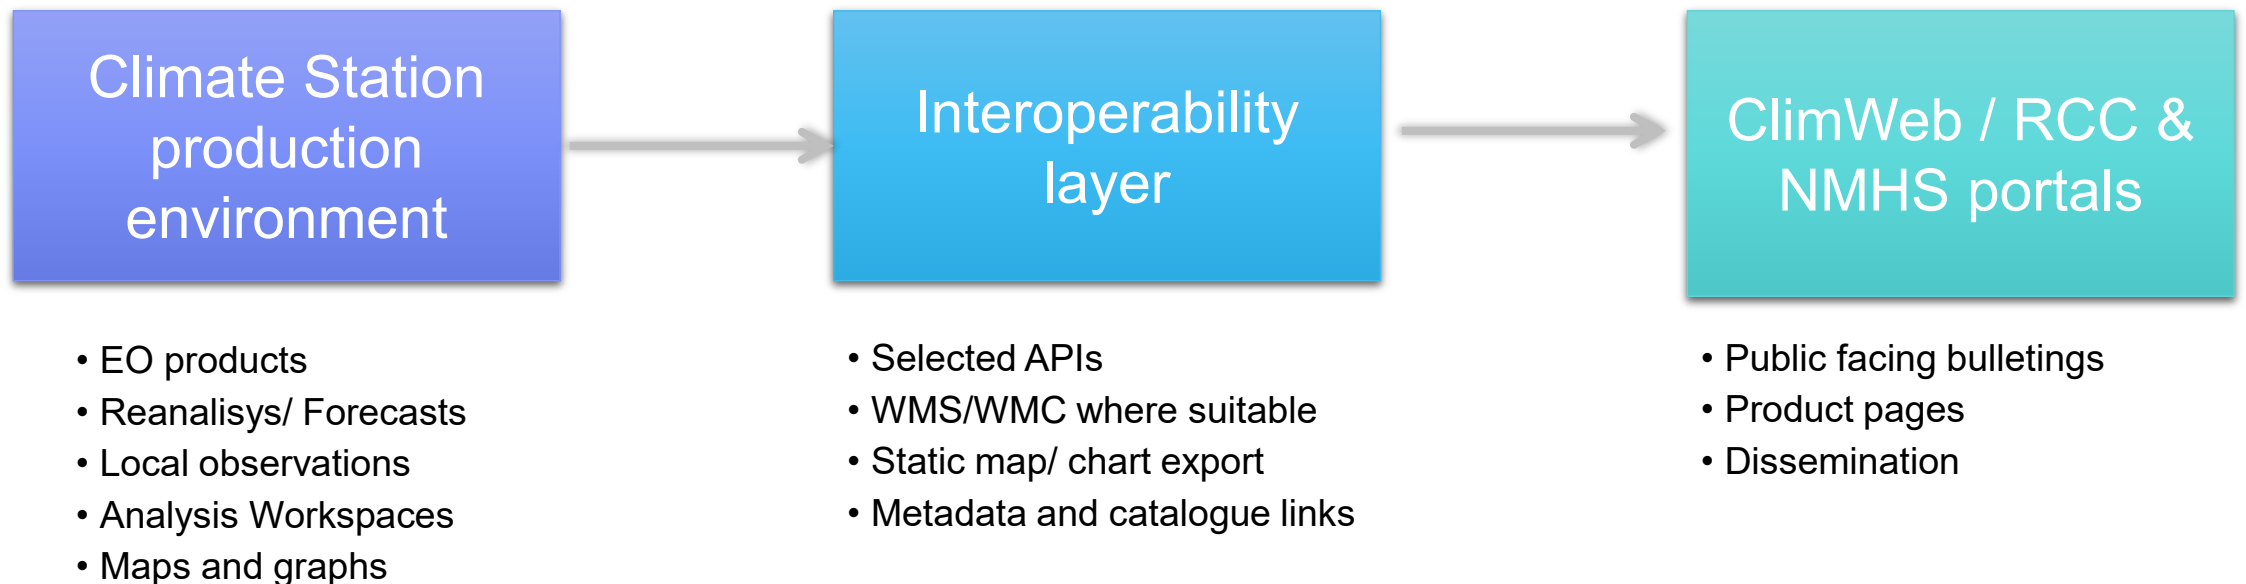 Climate Station
production
environment
Interoperability
layer
ClimWeb / RCC &
NMHS portals
• EO products
• Reanalisys/ Forecasts
• Local observations
• Analysis Workspaces
• Maps and graphs
• Selected APIs
• WMS/WMC where suitable
• Static map/ chart export
• Metadata and catalogue links
• Public facing bulletings
• Product pages
• Dissemination